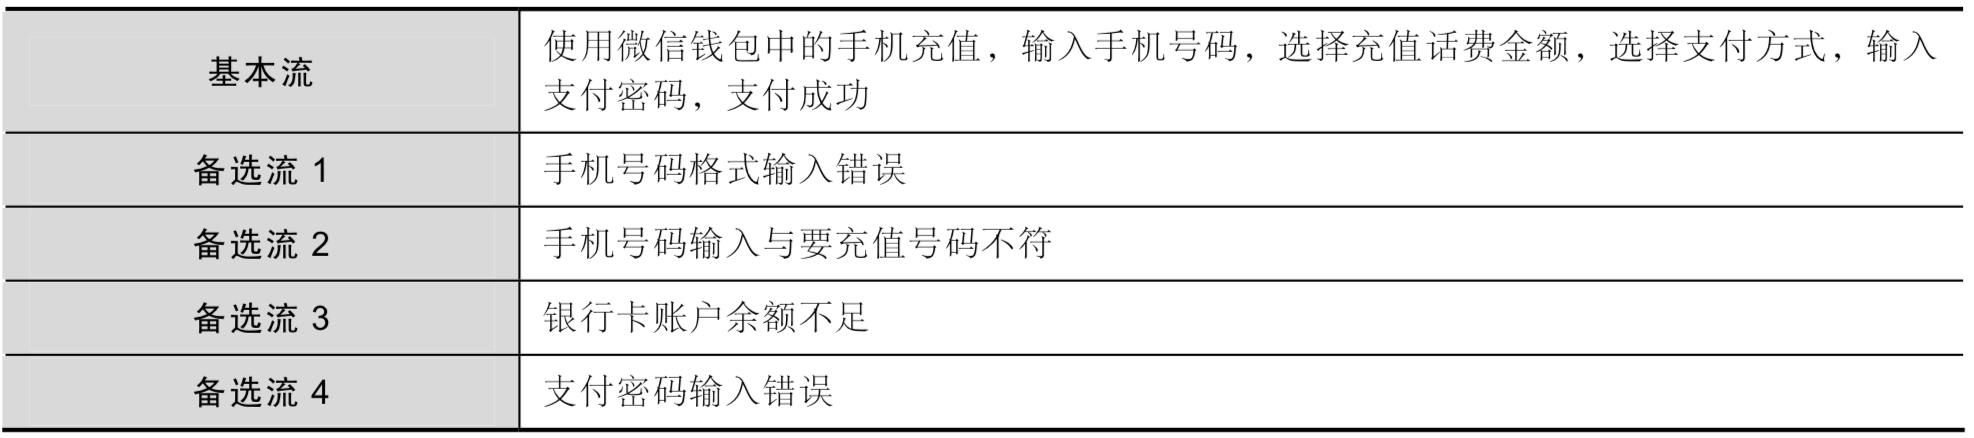 基本流
使用微信钱包中的手机充值，输入手机号码，选择充值话费金额，选择支付方式，输入
支付密码，支付成功
备选流 1
手机号码格式输入错误
备选流 2
手机号码输入与要充值号码不符
备选流 3
银行卡账户余额不足
备选流 4
支付密码输入错误